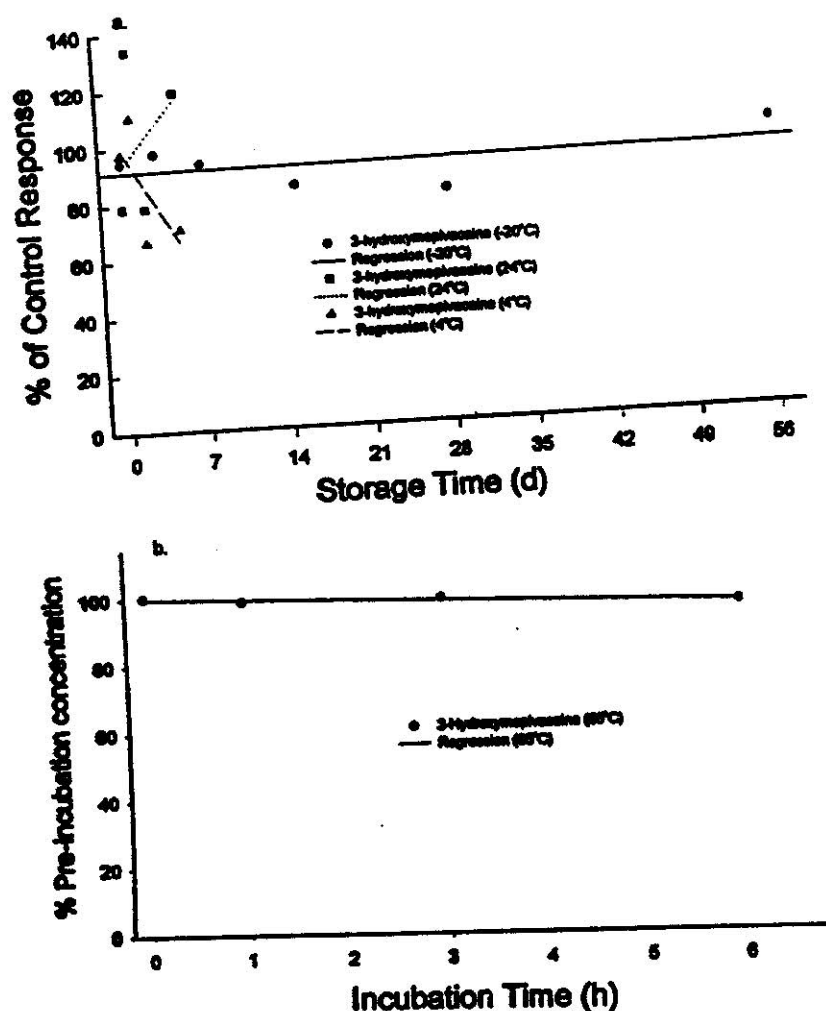 a.
% of Control Response
140
120
100
80
60
40
20
0
3-hydroxymepivacaine (-20°C)
Regression (-20°C)
3-hydroxymepivacaine (24°C)
Regression (24°C)
3-hydroxymepivacaine (4°C)
Regression (4°C)
0 7 14 21 28 35 42 49 56
Storage Time (d)
b.
% Pre-incubation concentration
100
80
60
40
20
0
3-Hydroxymepivacaine (60°C)
Regression (60°C)
0 1 2 3 4 5 6
Incubation Time (h)